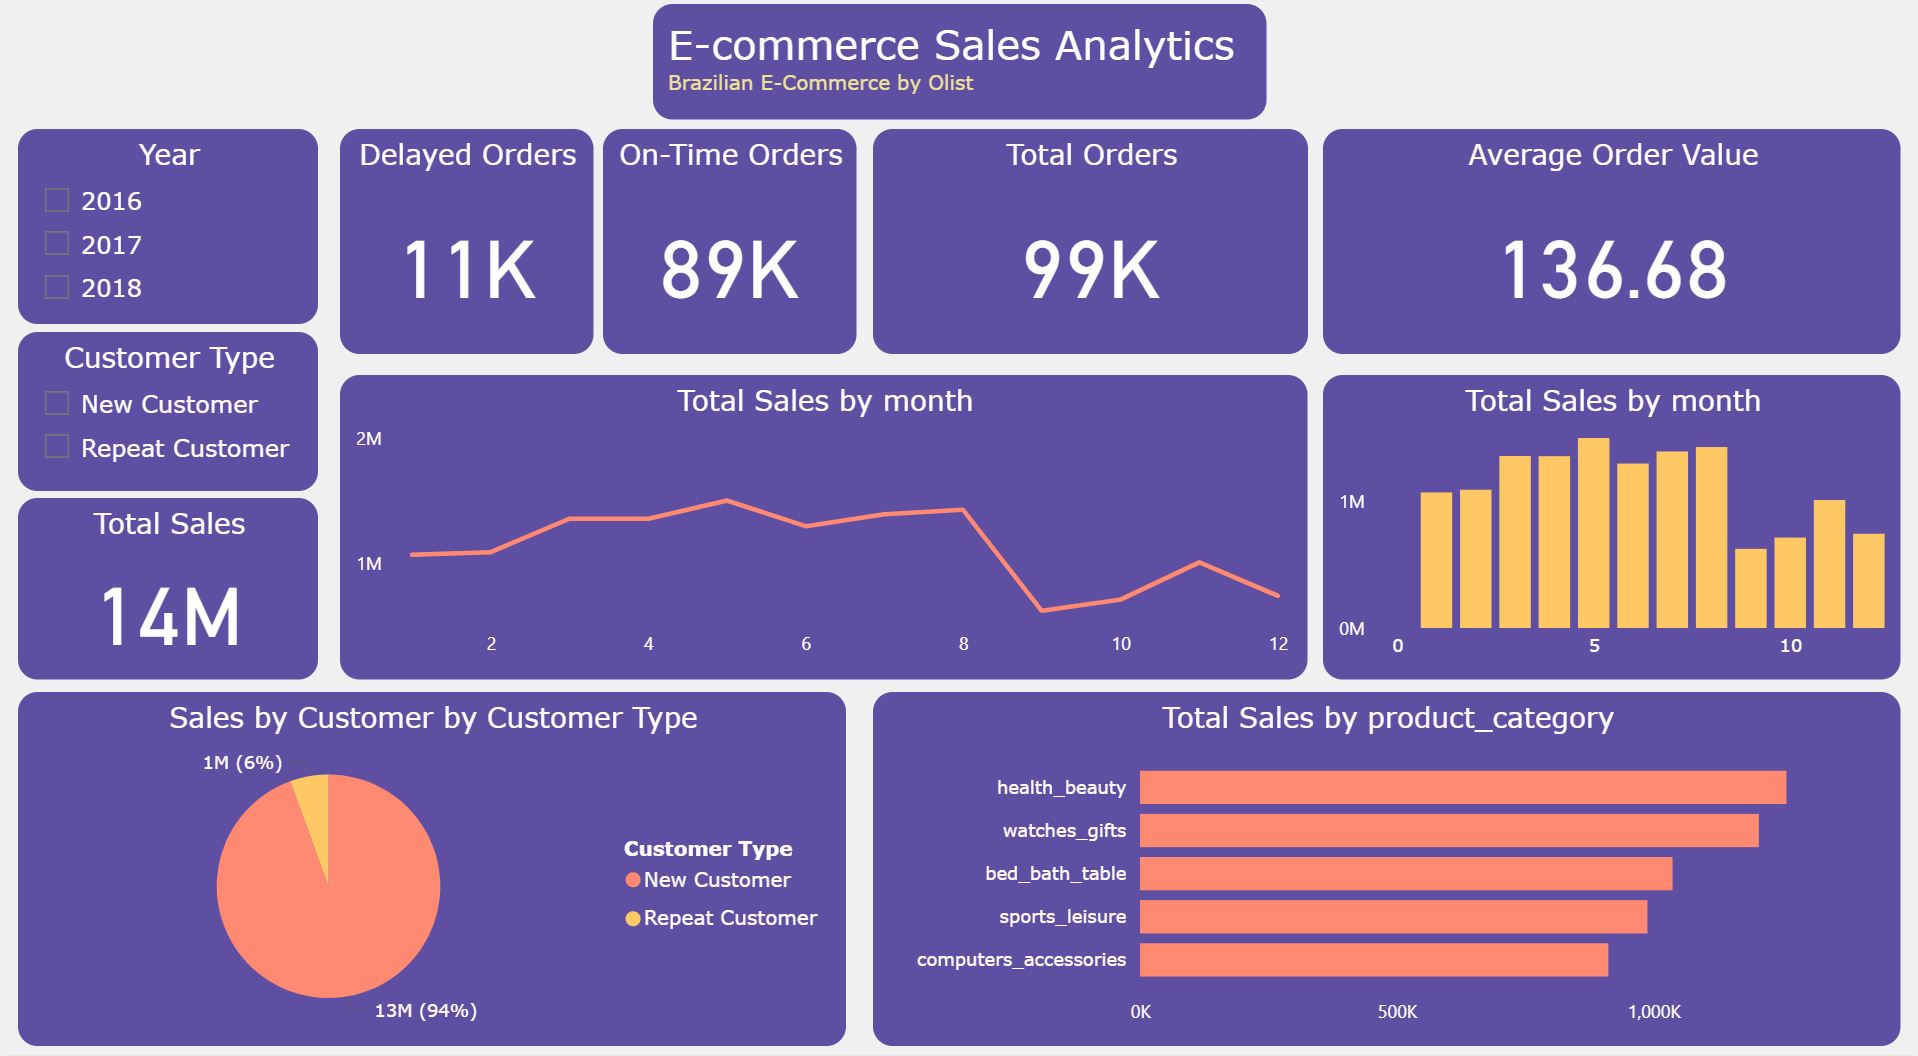 E-commerce Sales Analytics
Brazilian E-Commerce by Olist
Year
2016
2017
2018
Customer Type
New Customer
Repeat Customer
Total Sales
14M
Delayed Orders
11K
On-Time Orders
89K
Total Orders
99K
Average Order Value
136.68
Total Sales by month
2M
1M
2 4 6 8 10 12
Total Sales by month
1M
0M
0 5 10
Sales by Customer by Customer Type
1M (6%)
13M (94%)
Customer Type
New Customer
Repeat Customer
Total Sales by product_category
health_beauty
watches_gifts
bed_bath_table
sports_leisure
computers_accessories
0K 500K 1,000K